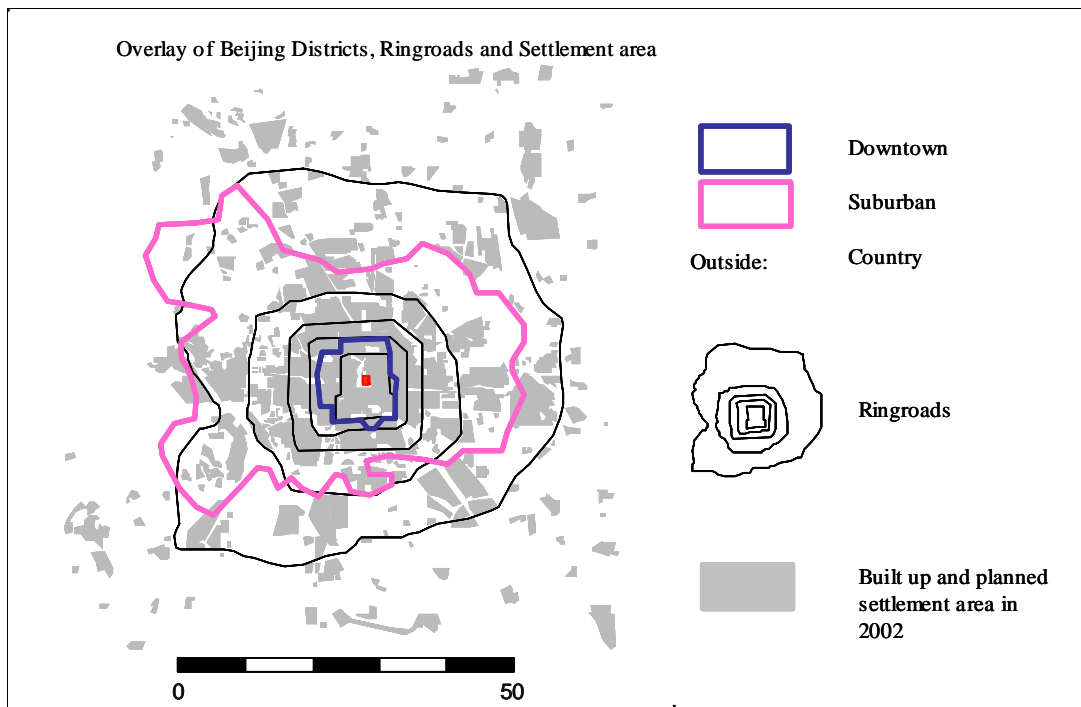 Overlay of Beijing Districts, Ringroads and Settlement area
Downtown
Suburban
Outside:
Country
Ringroads
Built up and planned
settlement area in
2002
0
50